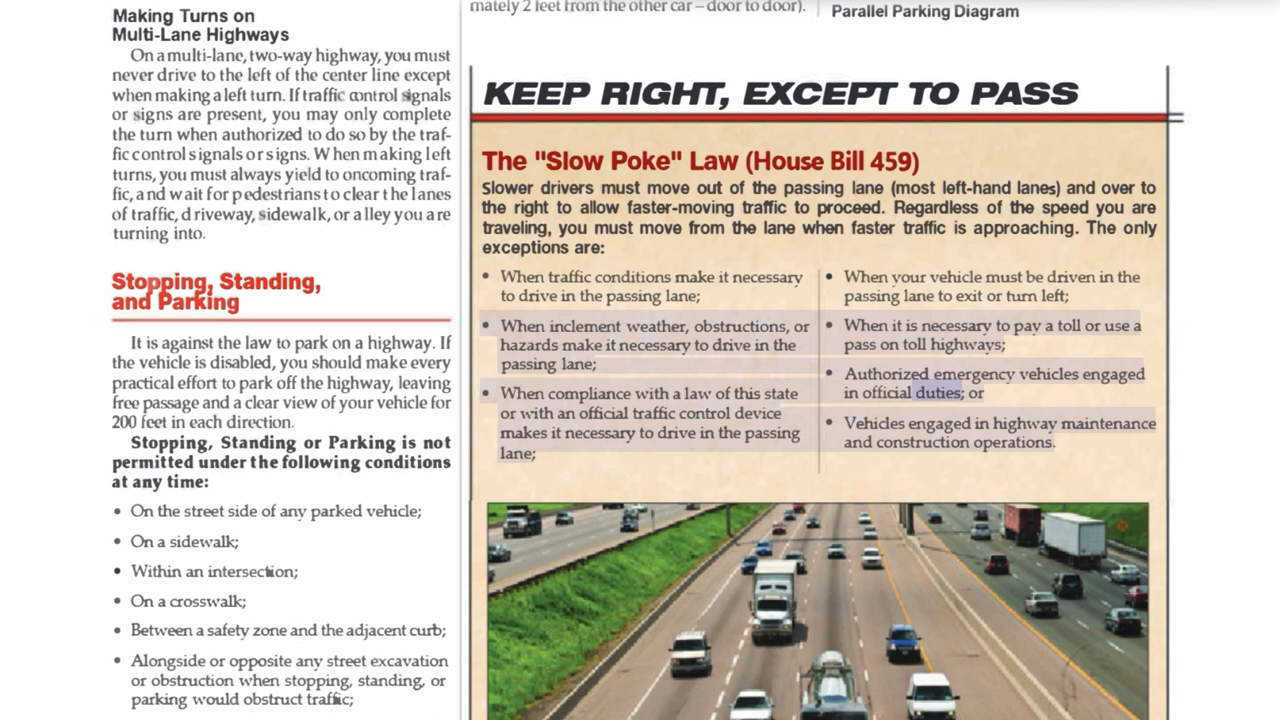 mately 2 feet from the other car – door to door).
Parallel Parking Diagram
Making Turns on
Multi-Lane Highways
On a multi-lane, two-way highway, you must
never drive to the left of the center line except
when making a left turn. If traffic control signals
or signs are present, you may only complete
the turn when authorized to do so by the traf-
fic control signals or signs. When making left
turns, you must always yield to oncoming traf-
fic, and wait for pedestrians to clear the lanes
of traffic, driveway, sidewalk, or alley you are
turning into.
Stopping, Standing,
and Parking
It is against the law to park on a highway. If
the vehicle is disabled, you should make every
practical effort to park off the highway, leaving
free passage and a clear view of your vehicle for
200 feet in each direction.
Stopping, Standing or Parking is not
permitted under the following conditions
at any time:
• On the street side of any parked vehicle;
• On a sidewalk;
• Within an intersection;
• On a crosswalk;
• Between a safety zone and the adjacent curb;
• Alongside or opposite any street excavation
or obstruction when stopping, standing, or
parking would obstruct traffic;
KEEP RIGHT, EXCEPT TO PASS
The "Slow Poke" Law (House Bill 459)
Slower drivers must move out of the passing lane (most left-hand lanes) and over to
the right to allow faster-moving traffic to proceed. Regardless of the speed you are
traveling, you must move from the lane when faster traffic is approaching. The only
exceptions are:
• When traffic conditions make it necessary
to drive in the passing lane;
• When inclement weather, obstructions, or
hazards make it necessary to drive in the
passing lane;
• When compliance with a law of this state
or with an official traffic control device
makes it necessary to drive in the passing
lane;
• When your vehicle must be driven in the
passing lane to exit or turn left;
• When it is necessary to pay a toll or use a
pass on toll highways;
• Authorized emergency vehicles engaged
in official duties; or
• Vehicles engaged in highway maintenance
and construction operations.